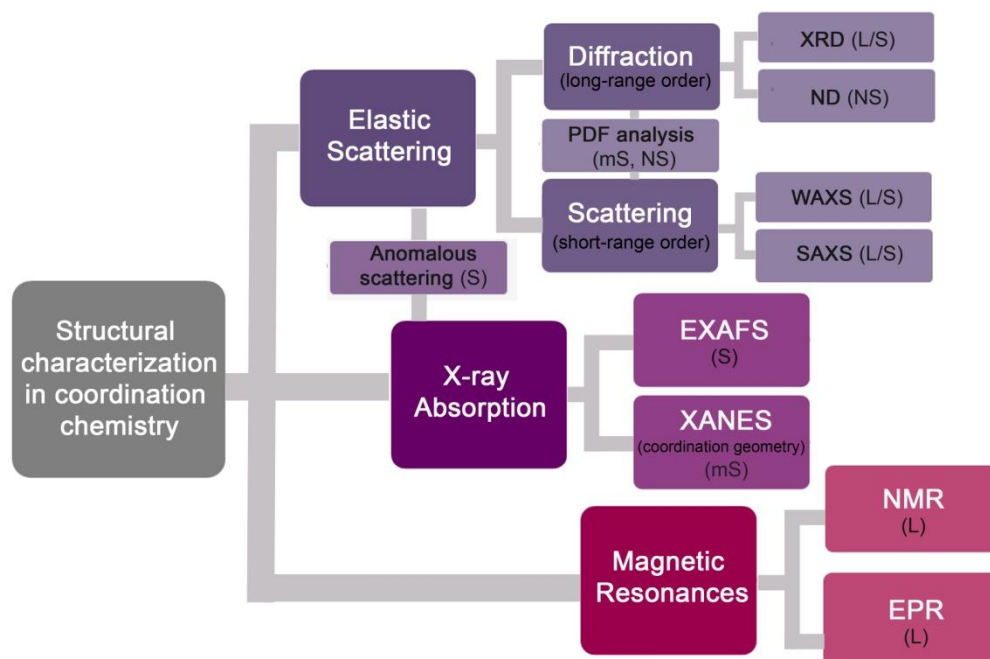 Structural
characterization
in coordination
chemistry
Elastic
Scattering
Diffraction
(long-range order)
XRD (L/S)
ND (NS)
PDF analysis
(mS, NS)
Scattering
(short-range order)
WAXS (L/S)
SAXS (L/S)
Anomalous
scattering (S)
X-ray
Absorption
EXAFS
(S)
XANES
(coordination geometry)
(mS)
Magnetic
Resonances
NMR
(L)
EPR
(L)